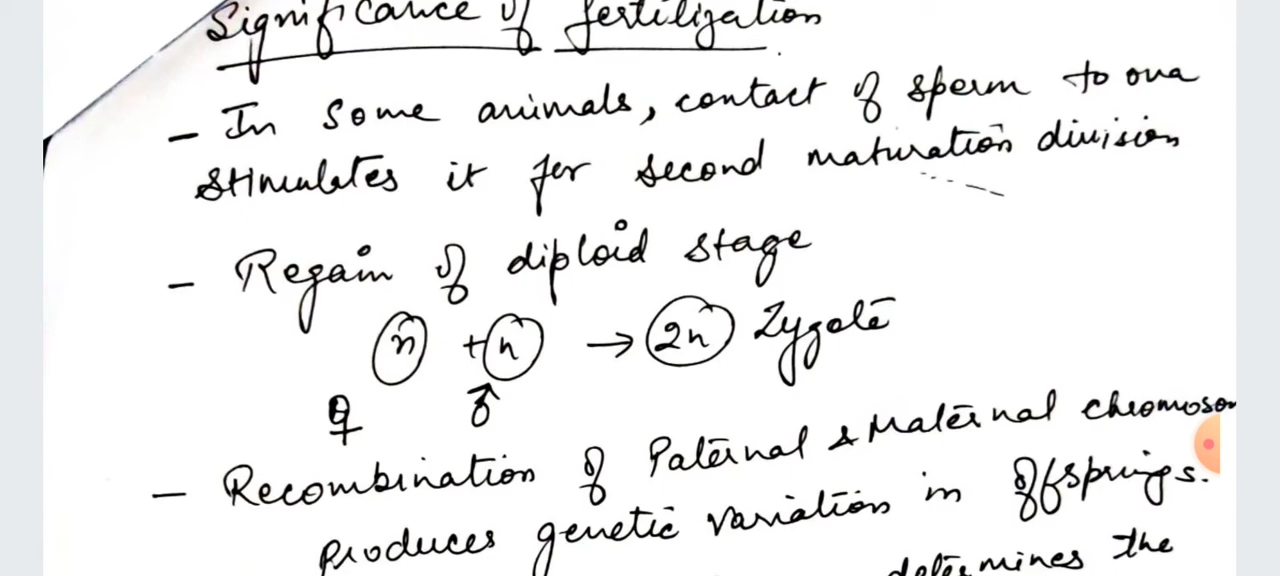 Significance of fertilization
- In some animals, contact of sperm to ova
stimulates it for second maturation division
- Regain of diploid stage
n + n → 2n Zygote
♀ ♂
- Recombination of Paternal & Maternal chromoso
produces genetic variation in offsprings.
determines the